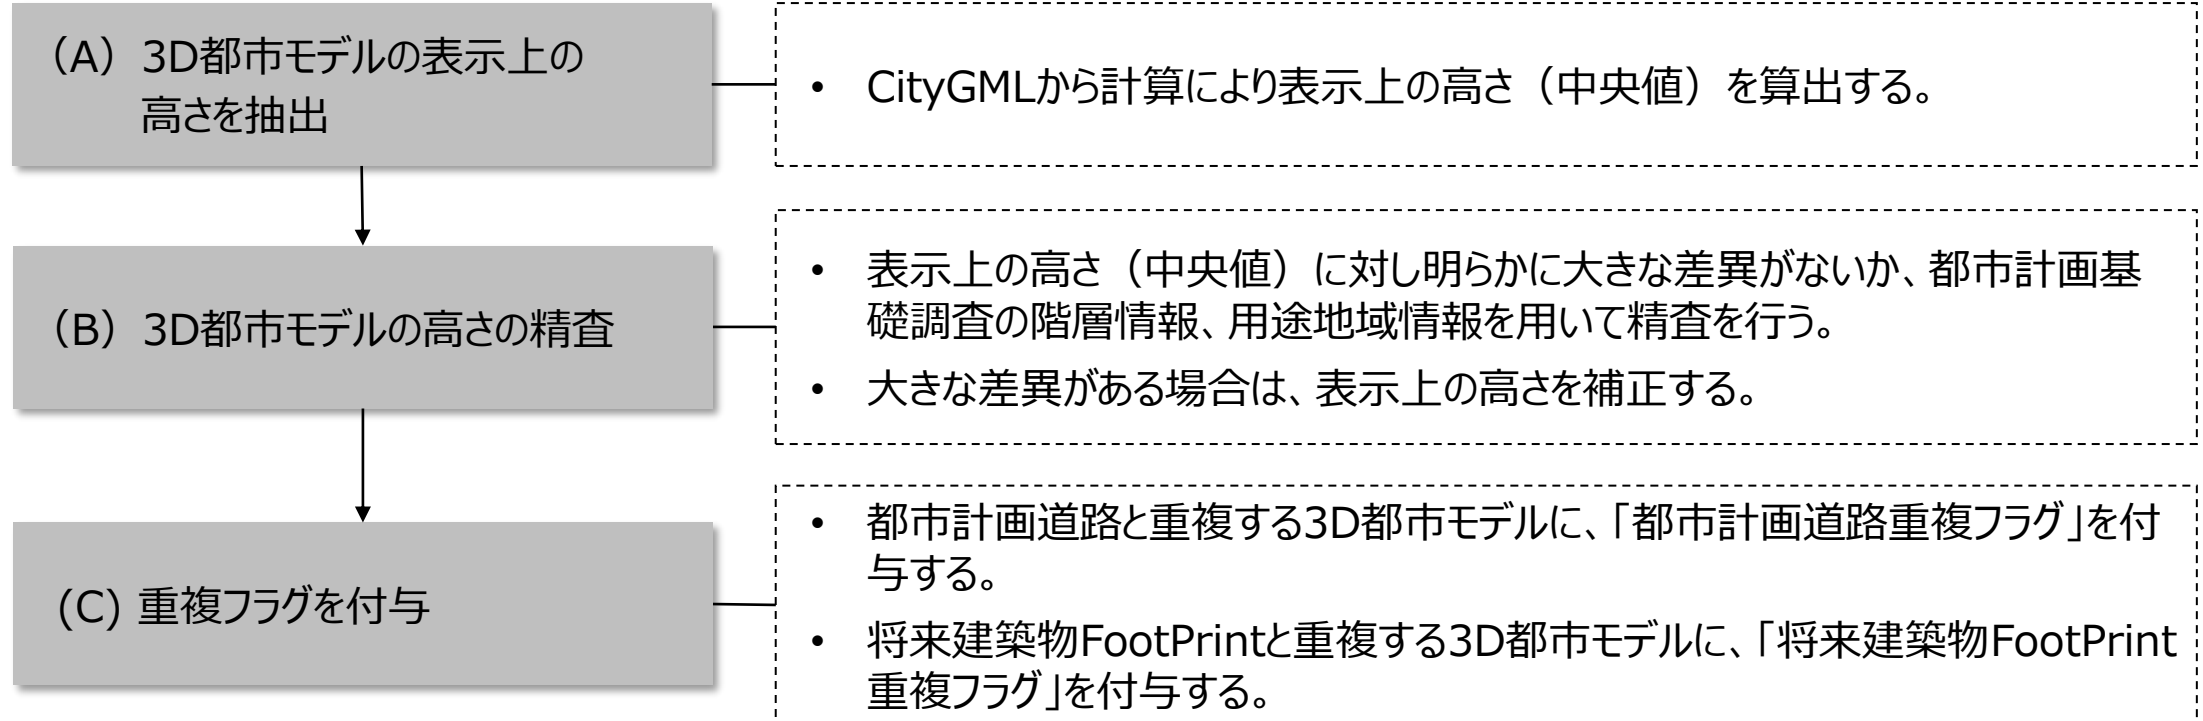 （A）3D都市モデルの表示上の
高さを抽出
• CityGMLから計算により表示上の高さ（中央値）を算出する。
（B）3D都市モデルの高さの精査
• 表示上の高さ（中央値）に対し明らかに大きな差異がないか、都市計画基
礎調査の階層情報、用途地域情報を用いて精査を行う。
• 大きな差異がある場合は、表示上の高さを補正する。
(C) 重複フラグを付与
• 都市計画道路と重複する3D都市モデルに、「都市計画道路重複フラグ」を付
与する。
• 将来建築物FootPrintと重複する3D都市モデルに、「将来建築物FootPrint
重複フラグ」を付与する。